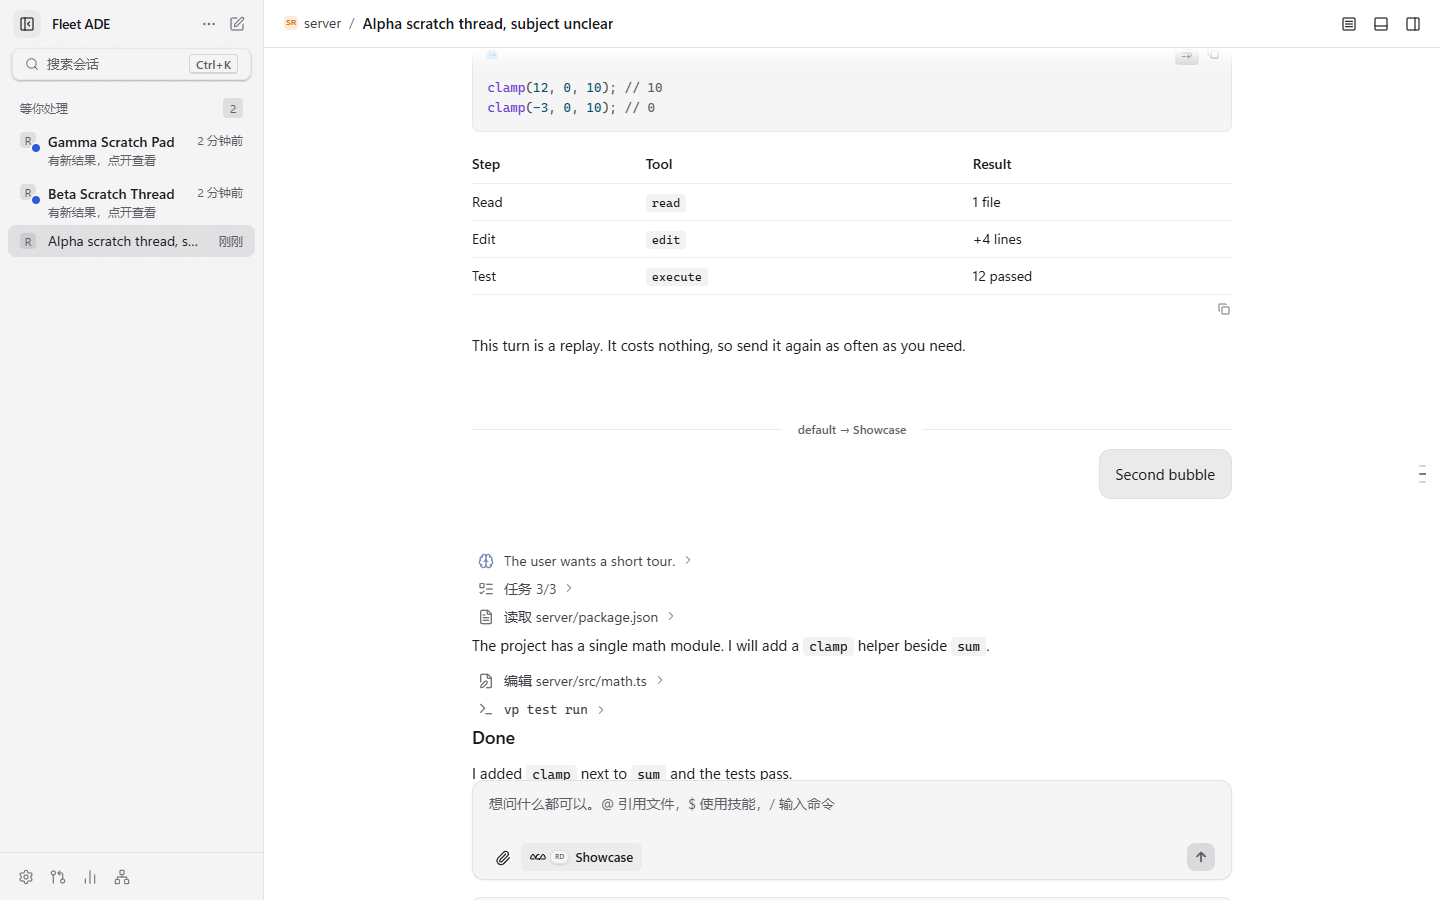 Fleet ADE
搜索会话 Ctrl+K
等你处理 2
R Gamma Scratch Pad 2 分钟前
有新结果，点开查看
R Beta Scratch Thread 2 分钟前
有新结果，点开查看
R Alpha scratch thread, s... 刚刚
SR server / Alpha scratch thread, subject unclear
clamp(12, 0, 10); // 10
clamp(-3, 0, 10); // 0
Step Tool Result
Read read 1 file
Edit edit +4 lines
Test execute 12 passed
This turn is a replay. It costs nothing, so send it again as often as you need.
default → Showcase
Second bubble
The user wants a short tour.
任务 3/3
读取 server/package.json
The project has a single math module. I will add a clamp helper beside sum.
编辑 server/src/math.ts
vp test run
Done
I added clamp next to sum and the tests pass.
想问什么都可以。@ 引用文件，$ 使用技能，/ 输入命令
RD Showcase